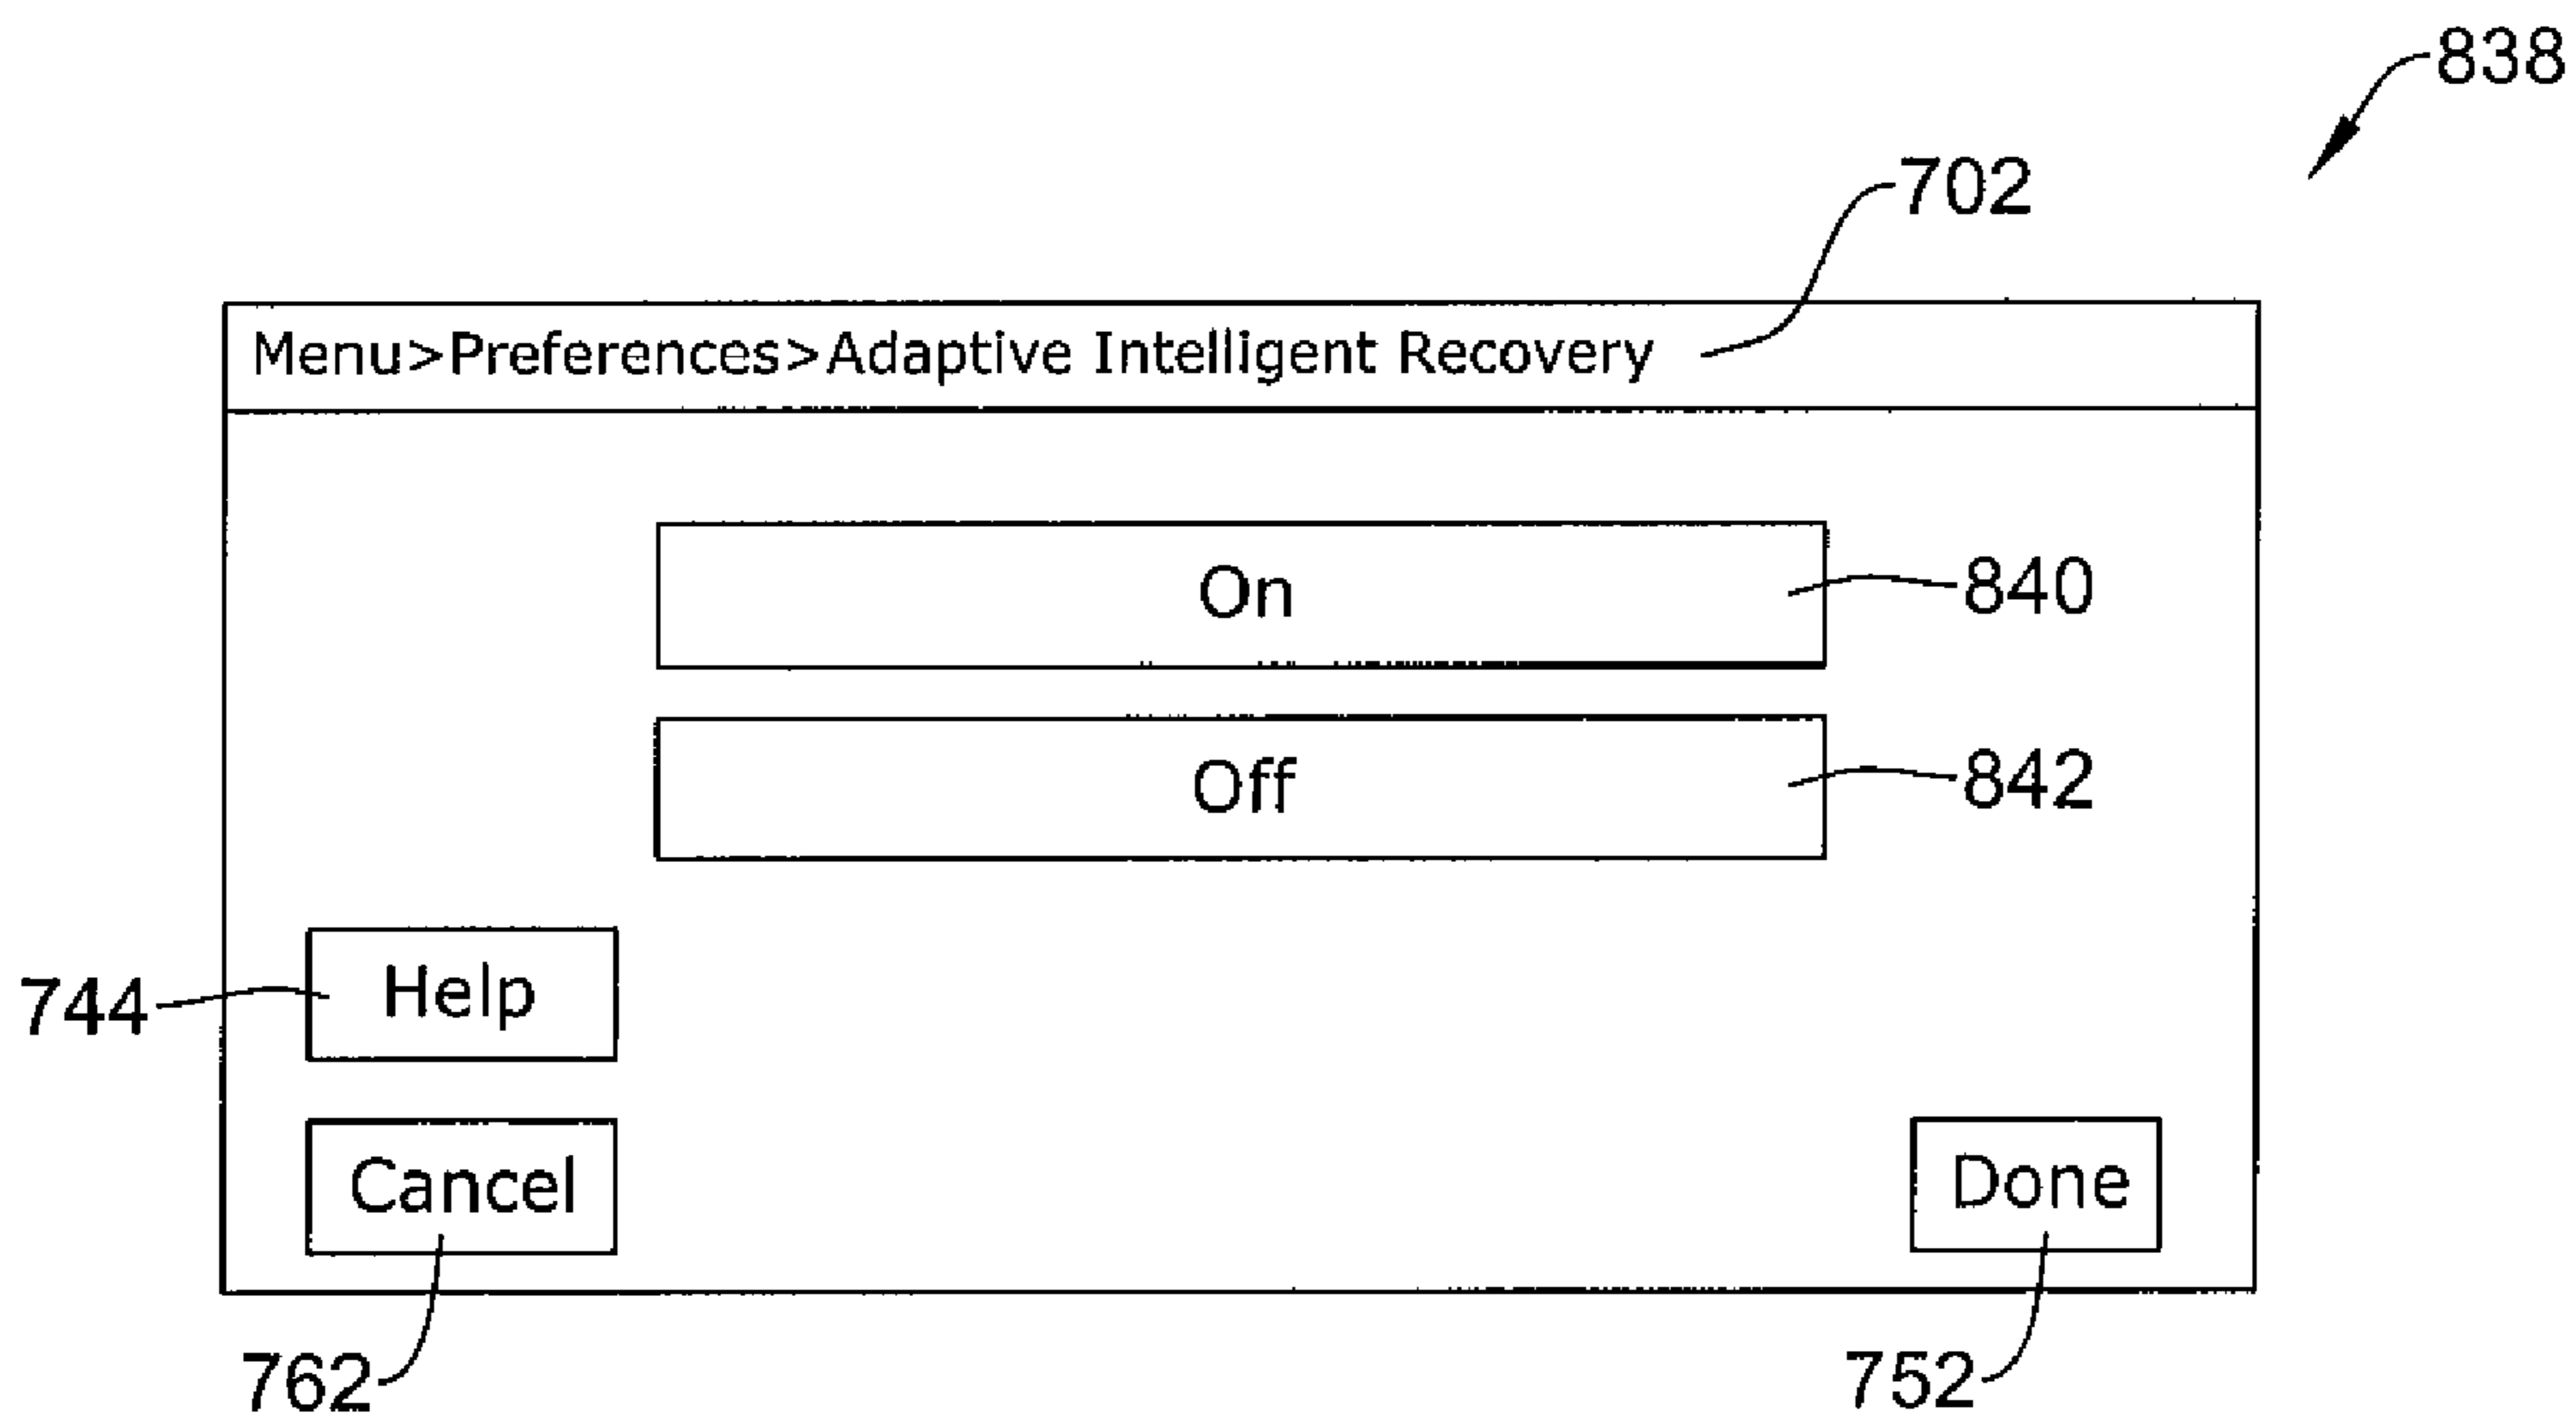 838
702
Menu>Preferences>Adaptive Intelligent Recovery
On
840
Off
842
744
Help
Cancel
Done
762
752